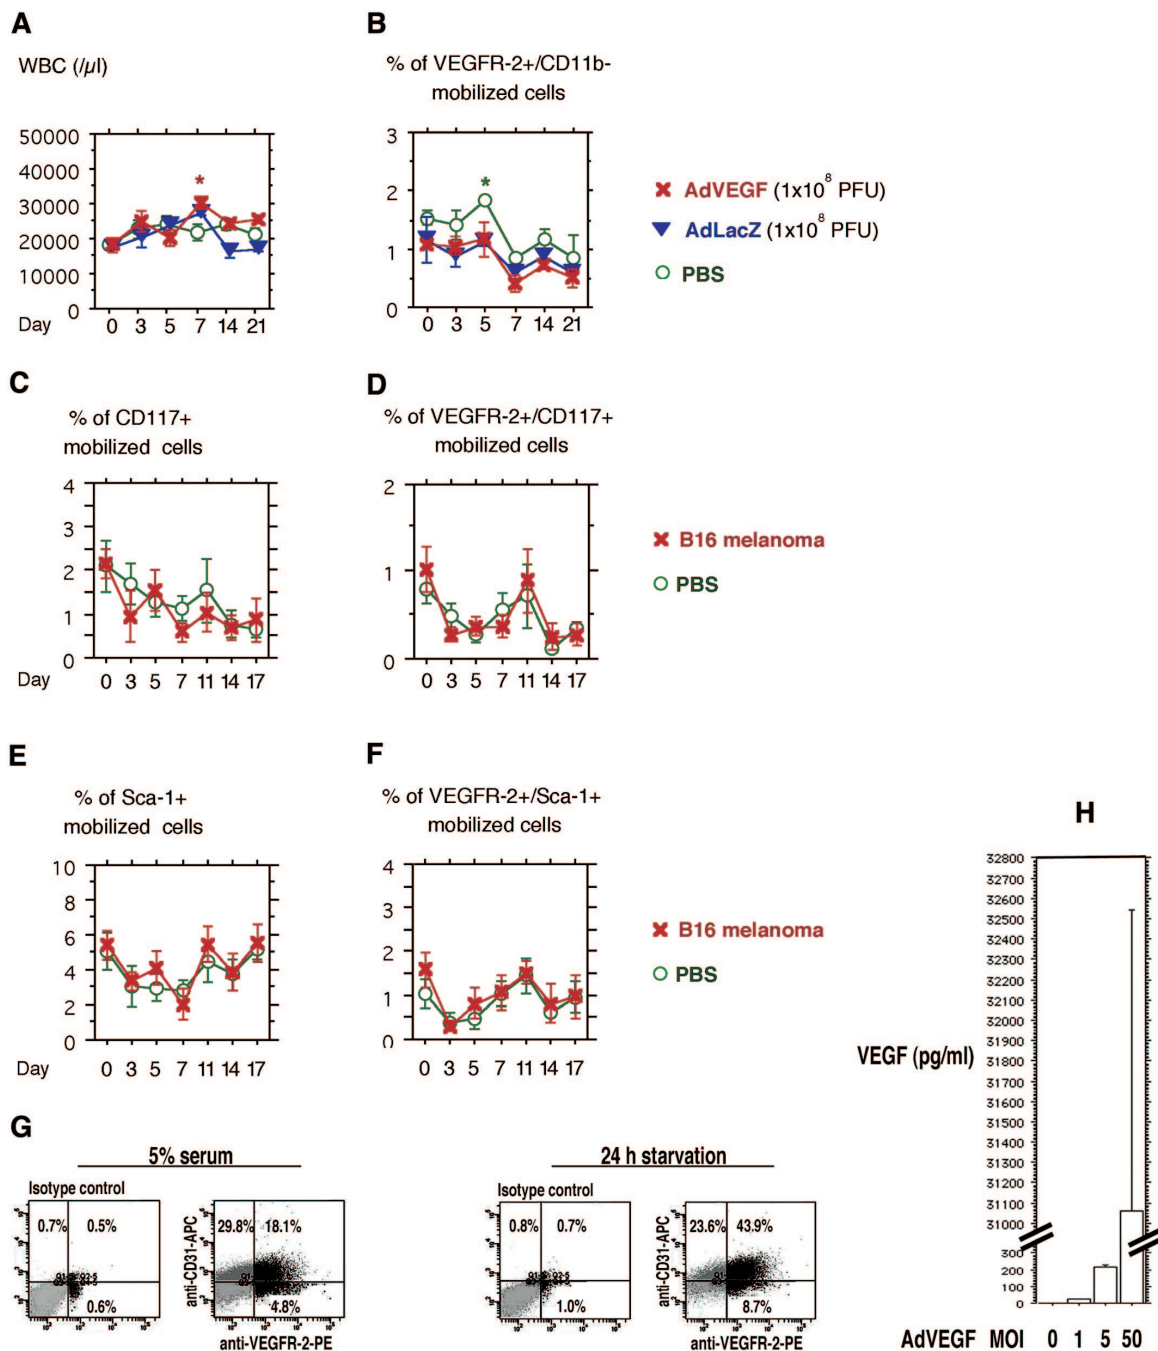 A
B
WBC (/µl)
% of VEGFR-2+/CD11b-
mobilized cells
50000
40000
30000
20000
10000
0
*
3
2
1
0
*
AdVEGF (1x10⁸ PFU)
AdLacZ (1x10⁸ PFU)
PBS
Day 0 3 5 7 14 21
0 3 5 7 14 21
C
D
% of CD117+
mobilized cells
% of VEGFR-2+/CD117+
mobilized cells
4
3
2
1
0
2
1
0
B16 melanoma
PBS
Day 0 3 5 7 11 14 17
0 3 5 7 11 14 17
E
F
% of Sca-1+
mobilized cells
% of VEGFR-2+/Sca-1+
mobilized cells
10
8
6
4
2
0
4
3
2
1
0
B16 melanoma
PBS
Day 0 3 5 7 11 14 17
0 3 5 7 11 14 17
G
5% serum
24 h starvation
Isotype control
0.7% 0.5%
0.6%
anti-CD31-APC
29.8% 18.1%
4.8%
anti-VEGFR-2-PE
Isotype control
0.8% 0.7%
1.0%
anti-CD31-APC
23.6% 43.9%
8.7%
anti-VEGFR-2-PE
H
VEGF (pg/ml)
32800
32700
32600
32500
32400
32300
32200
32100
32000
31900
31800
31700
31600
31500
31400
31300
31200
31100
31000
300
200
100
0
AdVEGF MOI 0 1 5 50